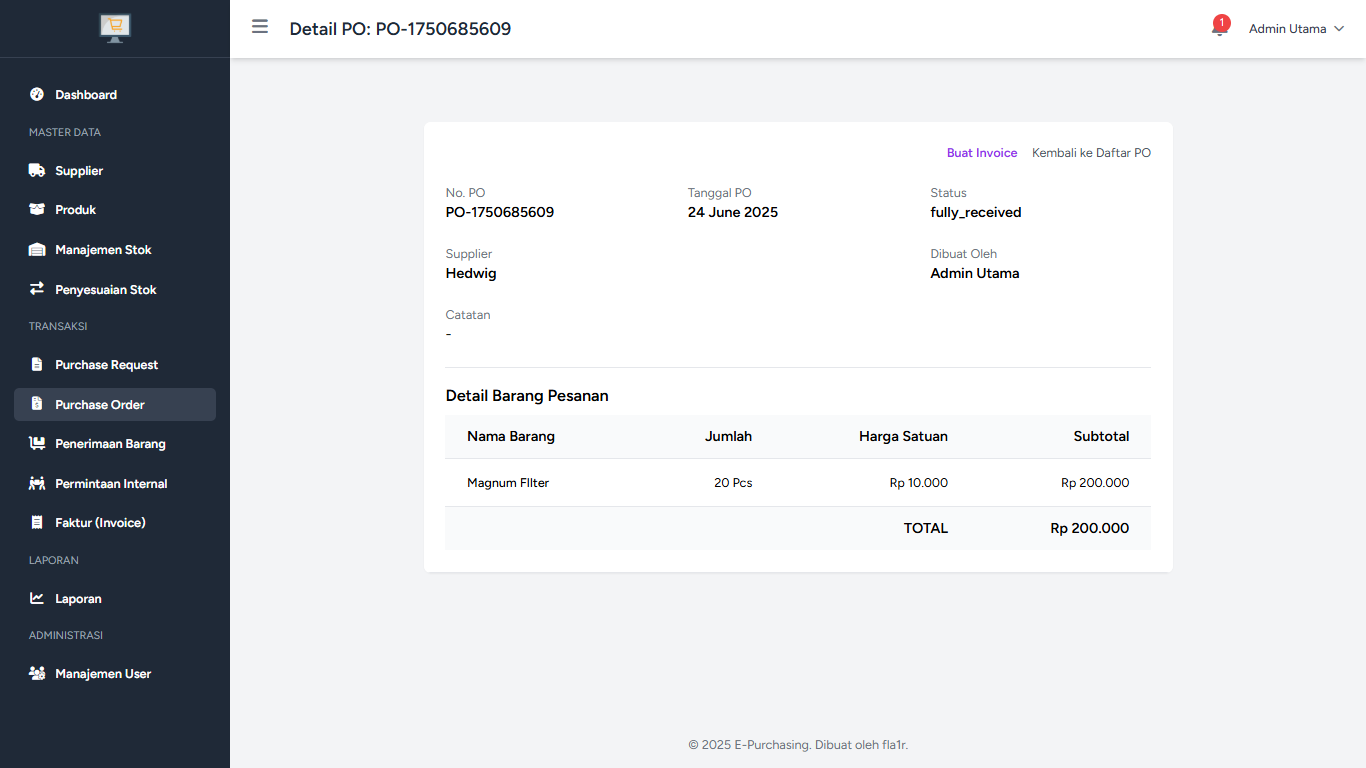 Detail PO: PO-1750685609
1
Admin Utama
Dashboard
MASTER DATA
Supplier
Produk
Manajemen Stok
Penyesuaian Stok
TRANSAKSI
Purchase Request
Purchase Order
Penerimaan Barang
Permintaan Internal
Faktur (Invoice)
LAPORAN
Laporan
ADMINISTRASI
Manajemen User
Buat Invoice Kembali ke Daftar PO
No. PO Tanggal PO Status
PO-1750685609 24 June 2025 fully_received
Supplier Dibuat Oleh
Hedwig Admin Utama
Catatan
-
Detail Barang Pesanan
Nama Barang Jumlah Harga Satuan Subtotal
Magnum FIlter 20 Pcs Rp 10.000 Rp 200.000
TOTAL Rp 200.000
© 2025 E-Purchasing. Dibuat oleh fla1r.